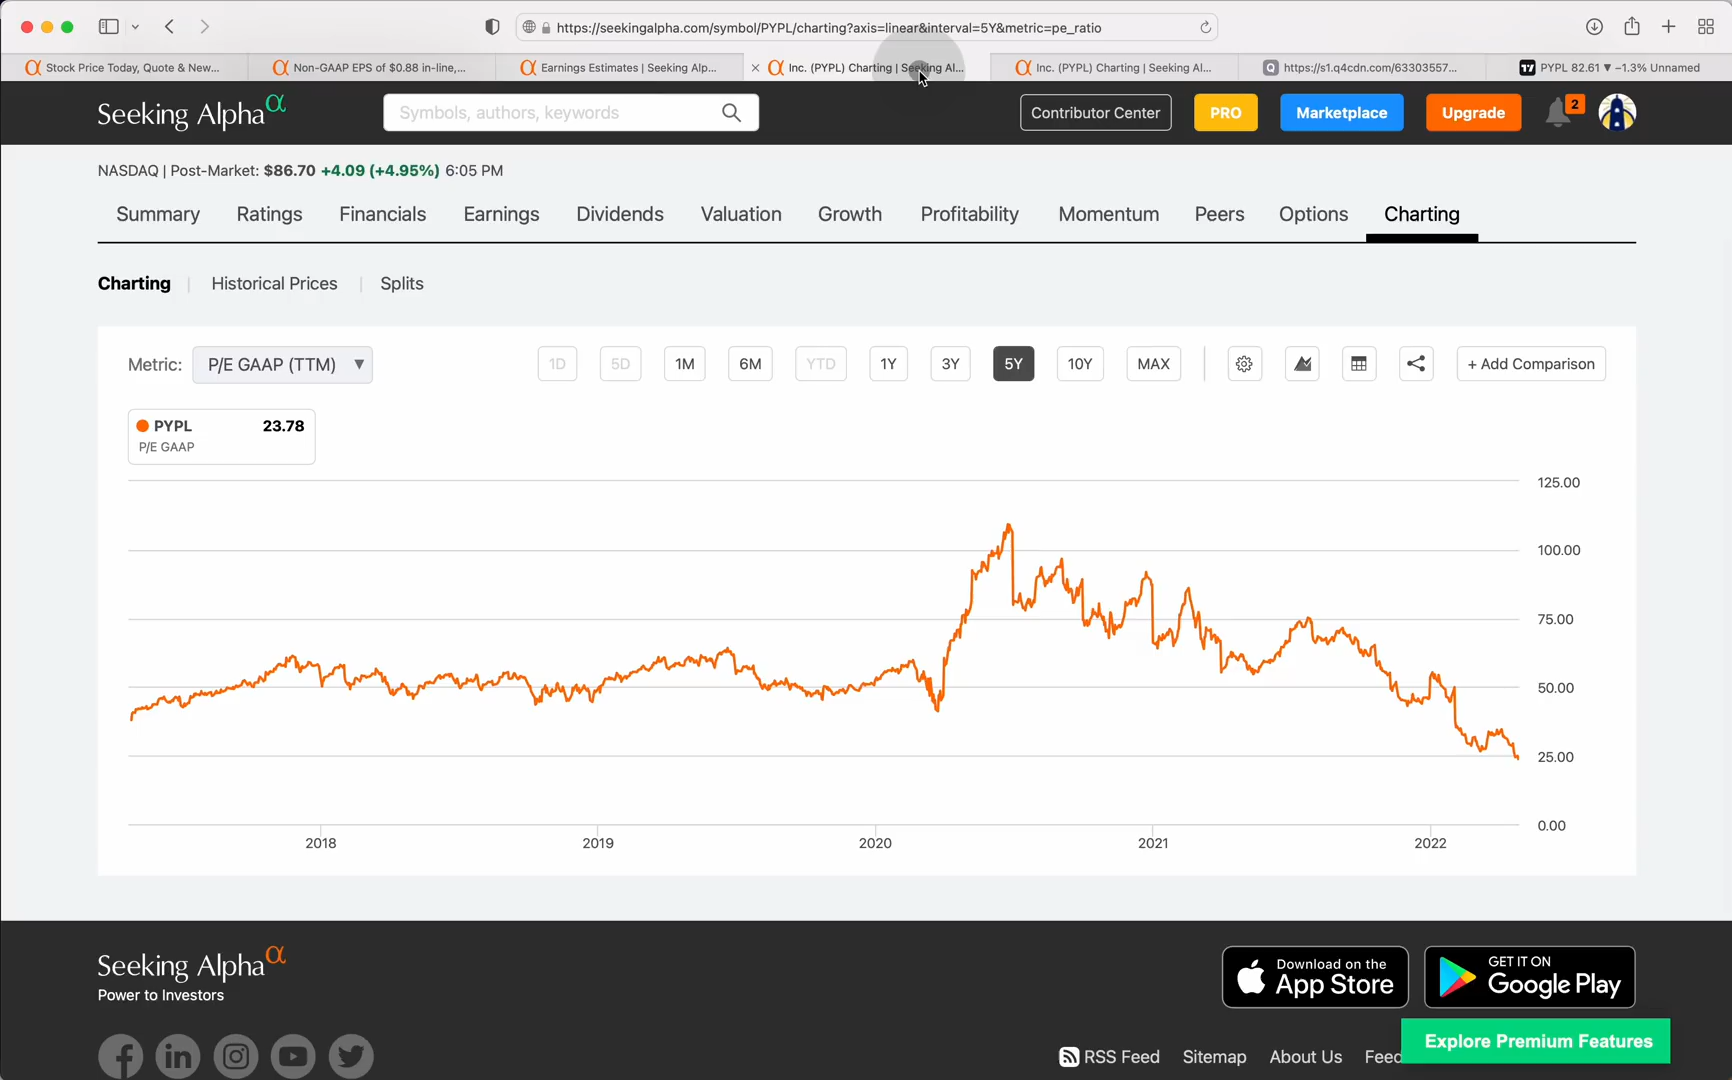 https://seekingalpha.com/symbol/PYPL/charting?axis=linear&interval=5Y&metric=pe_ratio
Stock Price Today, Quote & New...
Non-GAAP EPS of $0.88 in-line,...
Earnings Estimates | Seeking Alp...
Inc. (PYPL) Charting | Seeking Al...
Inc. (PYPL) Charting | Seeking Al...
Q https://s1.q4cdn.com/63303557...
PYPL 82.61 ▼ −1.3% Unnamed
Seeking Alpha α
Symbols, authors, keywords
Contributor Center
PRO
Marketplace
Upgrade
2
NASDAQ | Post-Market: $86.70 +4.09 (+4.95%) 6:05 PM
Summary Ratings Financials Earnings Dividends Valuation Growth Profitability Momentum Peers Options Charting
Charting | Historical Prices | Splits
Metric: P/E GAAP (TTM) ▼
1D 5D 1M 6M YTD 1Y 3Y 5Y 10Y MAX
+ Add Comparison
PYPL 23.78
P/E GAAP
125.00
100.00
75.00
50.00
25.00
0.00
2018 2019 2020 2021 2022
Seeking Alpha α
Power to Investors
Download on the
App Store
GET IT ON
Google Play
RSS Feed Sitemap About Us Feed
Explore Premium Features